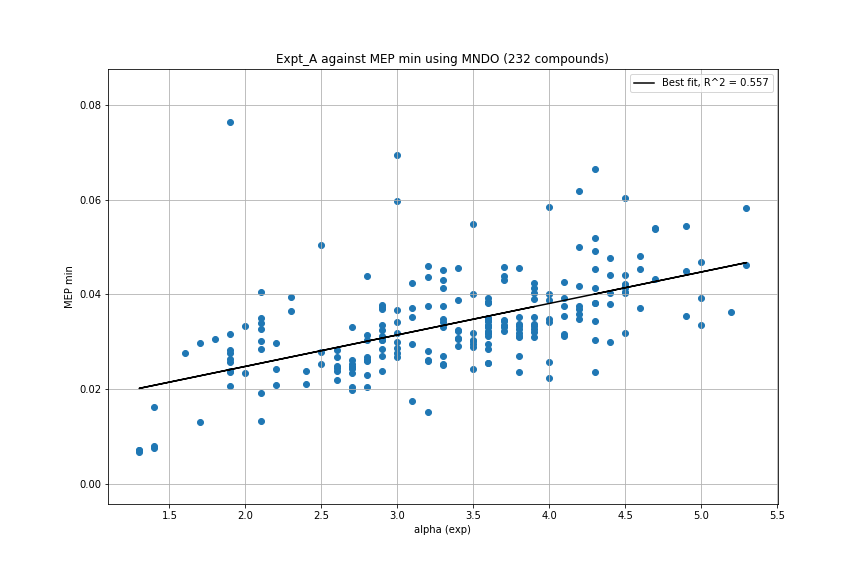 Expt_A against MEP min using MNDO (232 compounds)
Best fit, R^2 = 0.557
0.08
0.06
0.04
0.02
0.00
MEP min
1.5 2.0 2.5 3.0 3.5 4.0 4.5 5.0 5.5
alpha (exp)